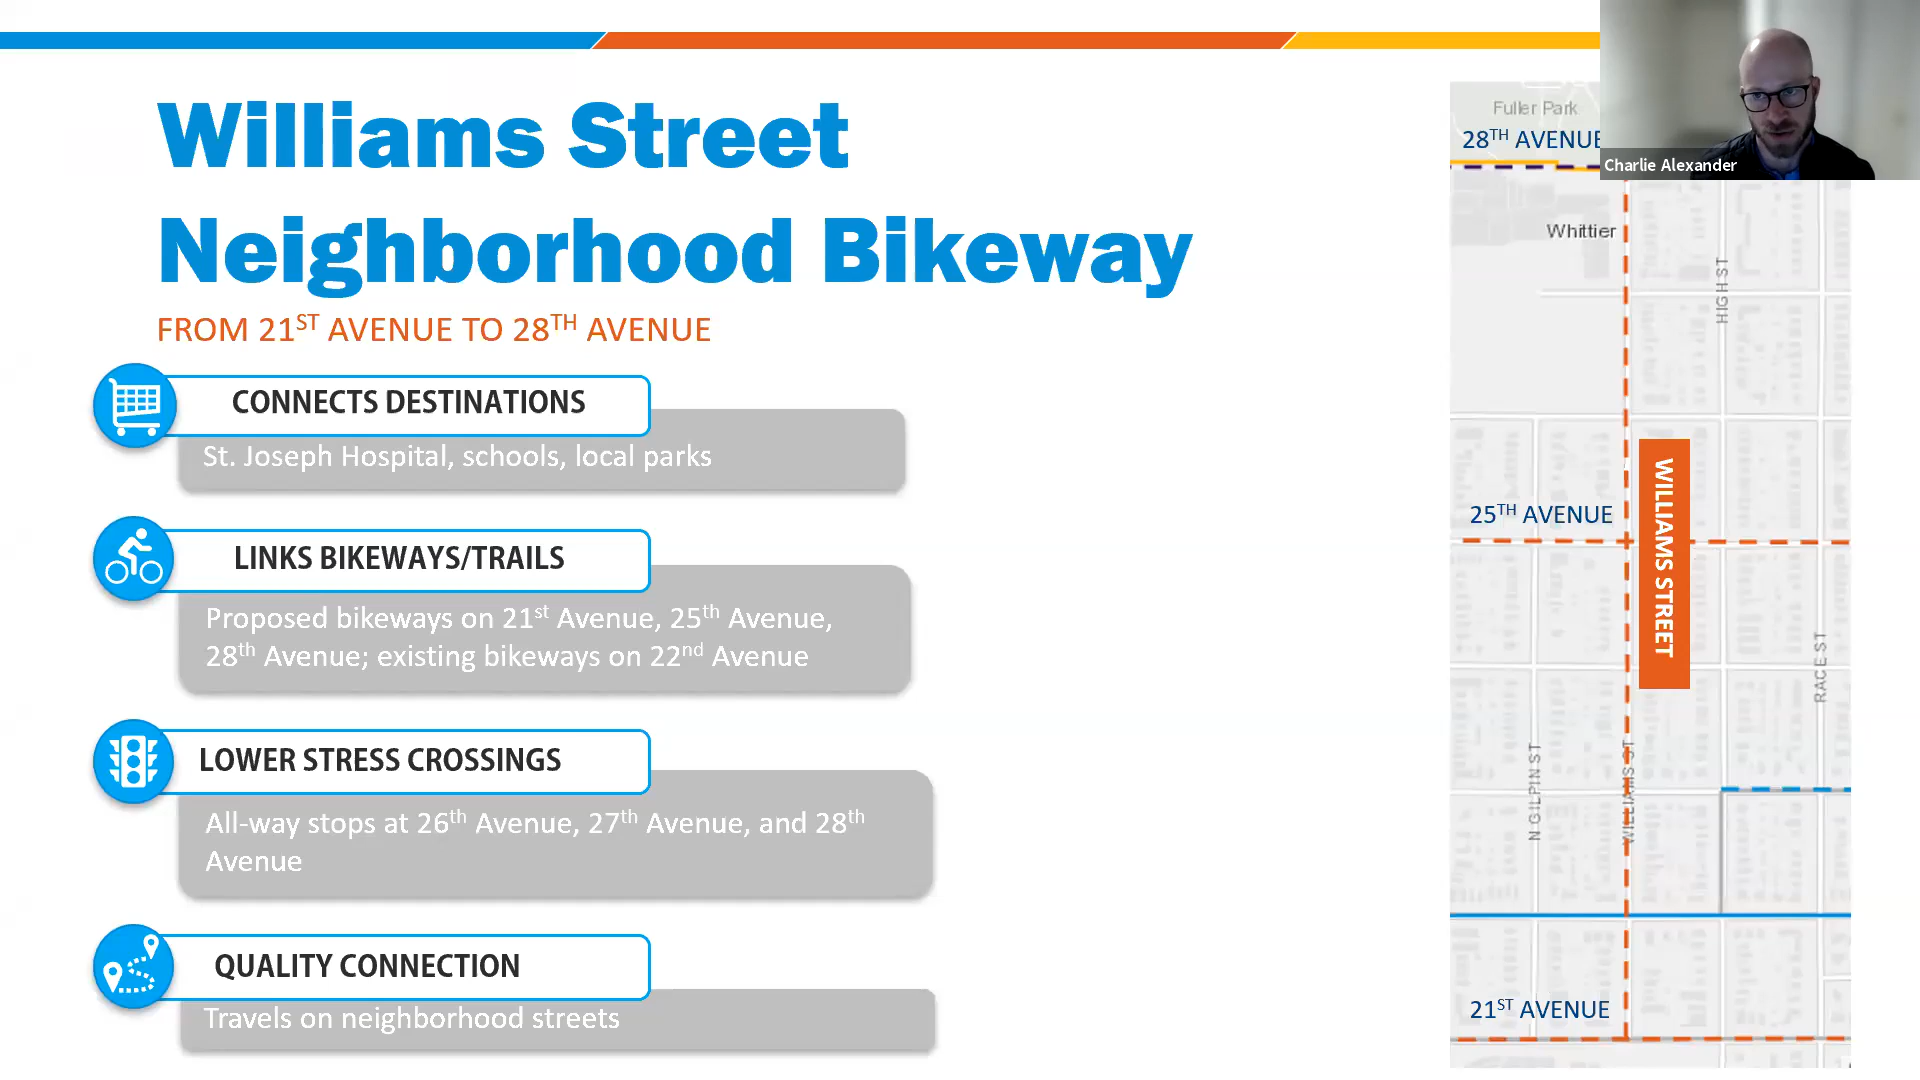 Williams Street
Neighborhood Bikeway
FROM 21ST AVENUE TO 28TH AVENUE
CONNECTS DESTINATIONS
St. Joseph Hospital, schools, local parks
LINKS BIKEWAYS/TRAILS
Proposed bikeways on 21st Avenue, 25th Avenue,
28th Avenue; existing bikeways on 22nd Avenue
LOWER STRESS CROSSINGS
All-way stops at 26th Avenue, 27th Avenue, and 28th
Avenue
QUALITY CONNECTION
Travels on neighborhood streets
Fuller Park
28TH AVENUE
Charlie Alexander
Whittier
HIGH ST
25TH AVENUE
WILLIAMS STREET
RACE ST
N GILPIN ST
WILLIAMS ST
21ST AVENUE